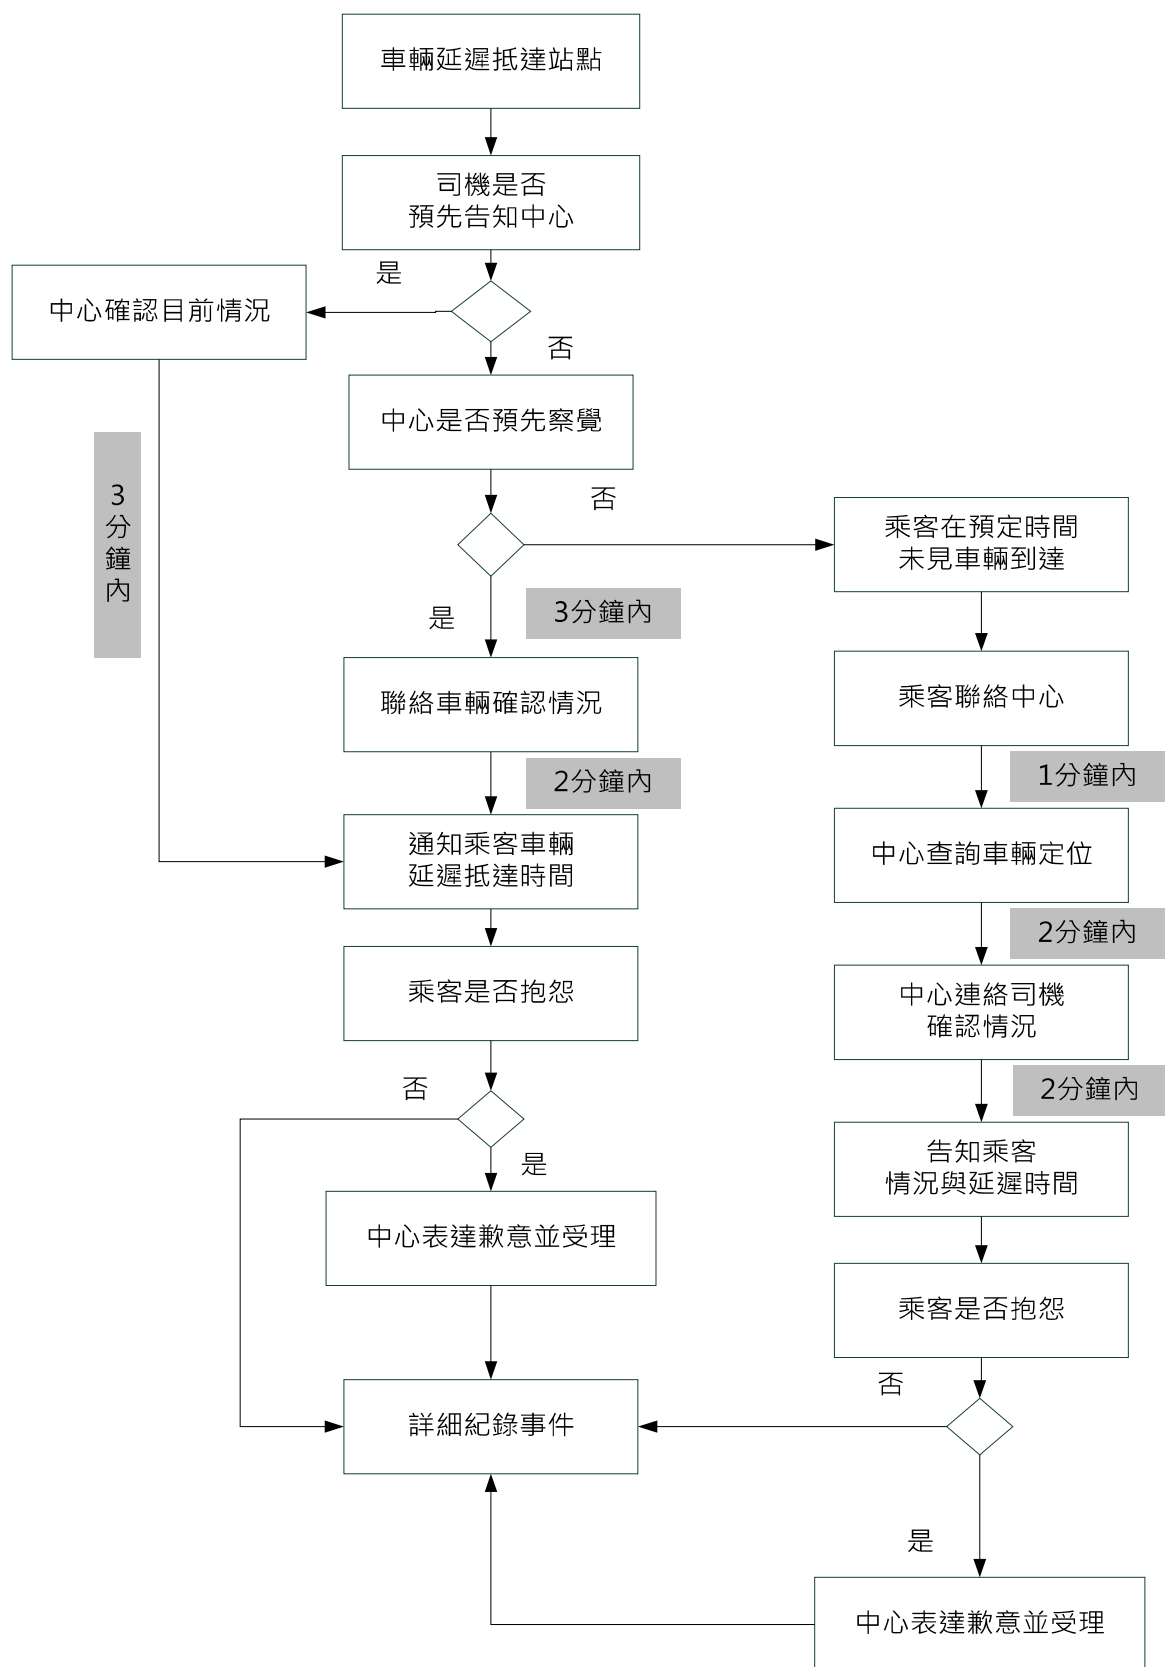 車輛延遲抵達站點
司機是否
預先告知中心
是
中心確認目前情況
否
中心是否預先察覺
3
分
鐘
內
否
乘客在預定時間
未見車輛到達
是
3分鐘內
聯絡車輛確認情況
乘客聯絡中心
2分鐘內
1分鐘內
通知乘客車輛
延遲抵達時間
中心查詢車輛定位
2分鐘內
乘客是否抱怨
中心連絡司機
確認情況
否
2分鐘內
是
告知乘客
情況與延遲時間
中心表達歉意並受理
乘客是否抱怨
否
詳細紀錄事件
是
中心表達歉意並受理